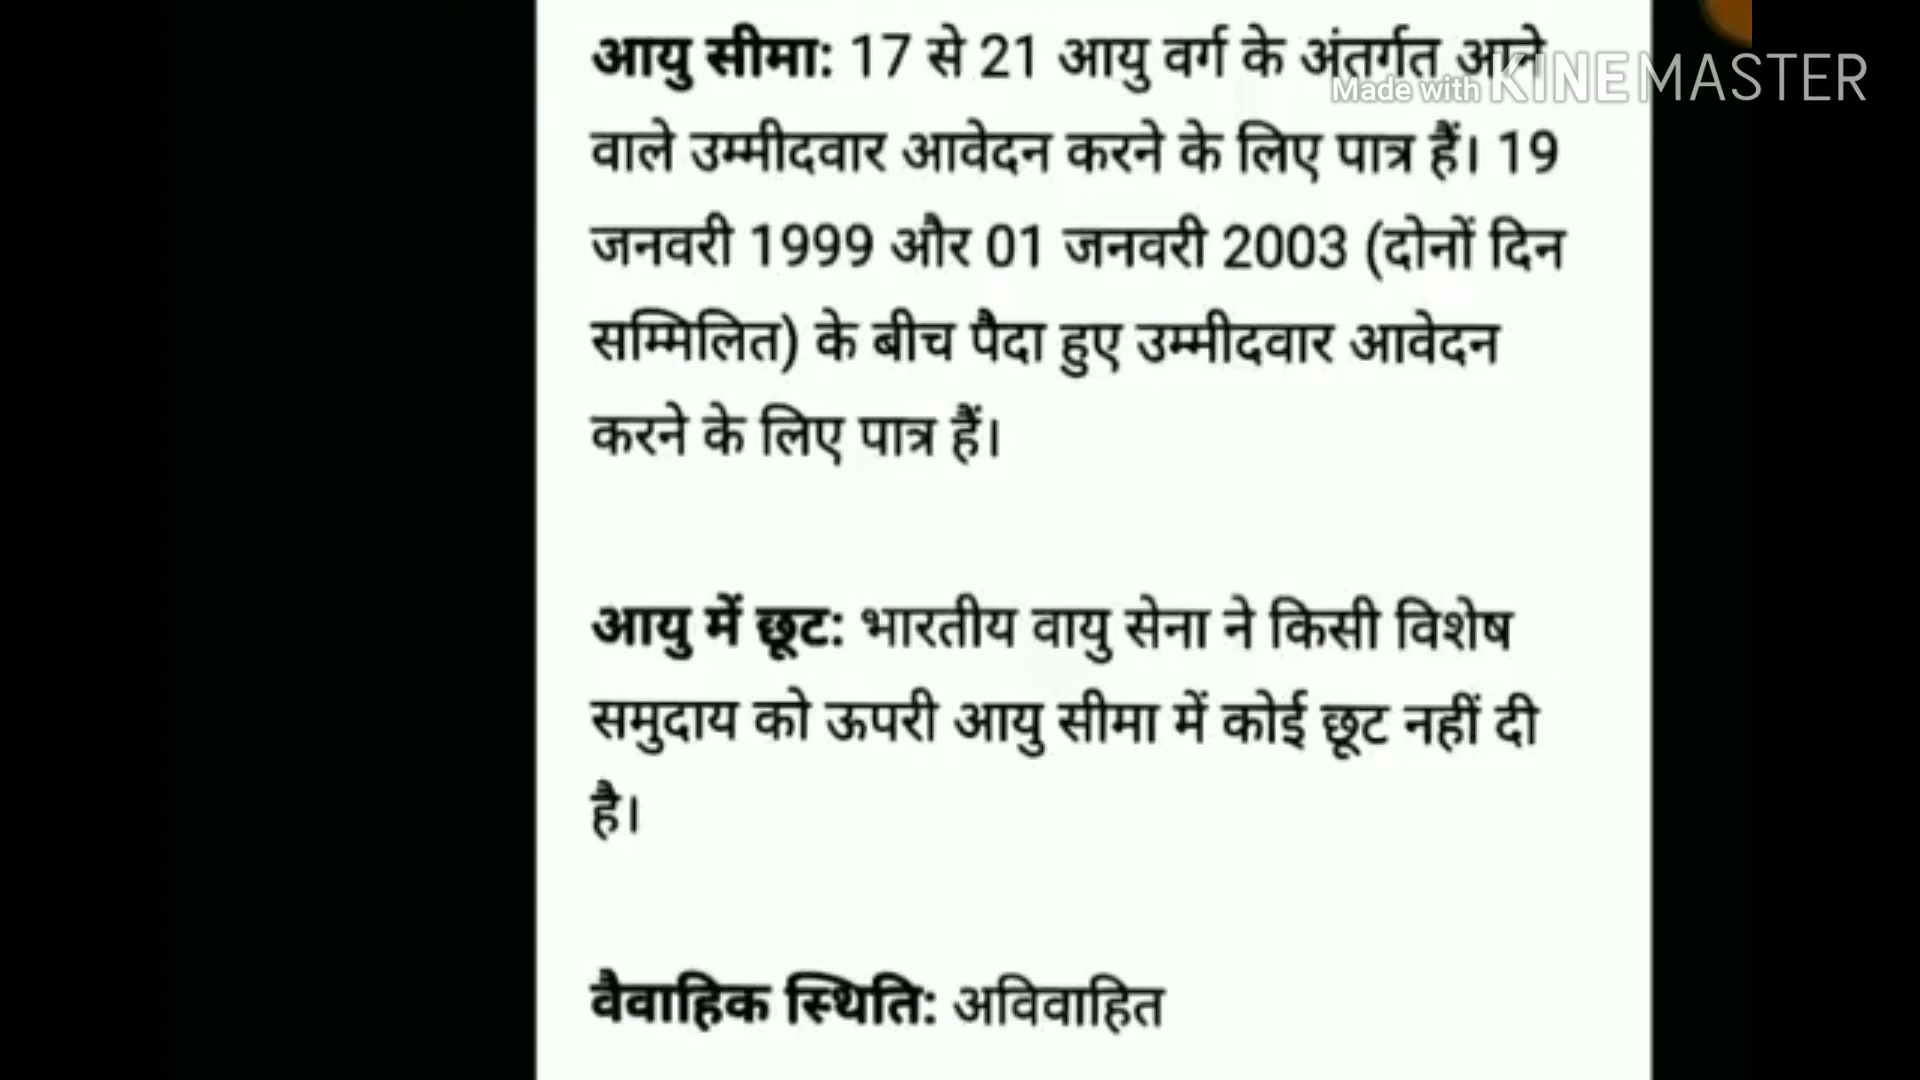 आयु सीमा: 17 से 21 आयु वर्ग के अंतर्गत आने
Made with KINEMASTER
वाले उम्मीदवार आवेदन करने के लिए पात्र हैं। 19
जनवरी 1999 और 01 जनवरी 2003 (दोनों दिन
सम्मिलित) के बीच पैदा हुए उम्मीदवार आवेदन
करने के लिए पात्र हैं।
आयु में छूट: भारतीय वायु सेना ने किसी विशेष
समुदाय को ऊपरी आयु सीमा में कोई छूट नहीं दी
है।
वैवाहिक स्थिति: अविवाहित